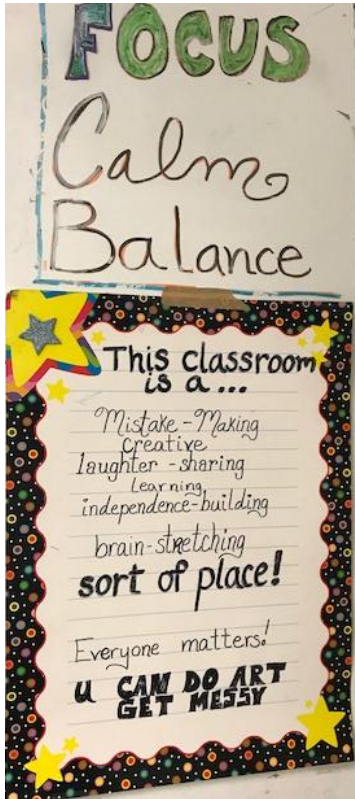 FOCUS
Calm
Balance
This classroom
is a...
Mistake-Making
Creative
laughter-sharing
Learning
independence-building
brain-stretching
sort of place!
Everyone matters!
u CAN DO ART
GET MESSY